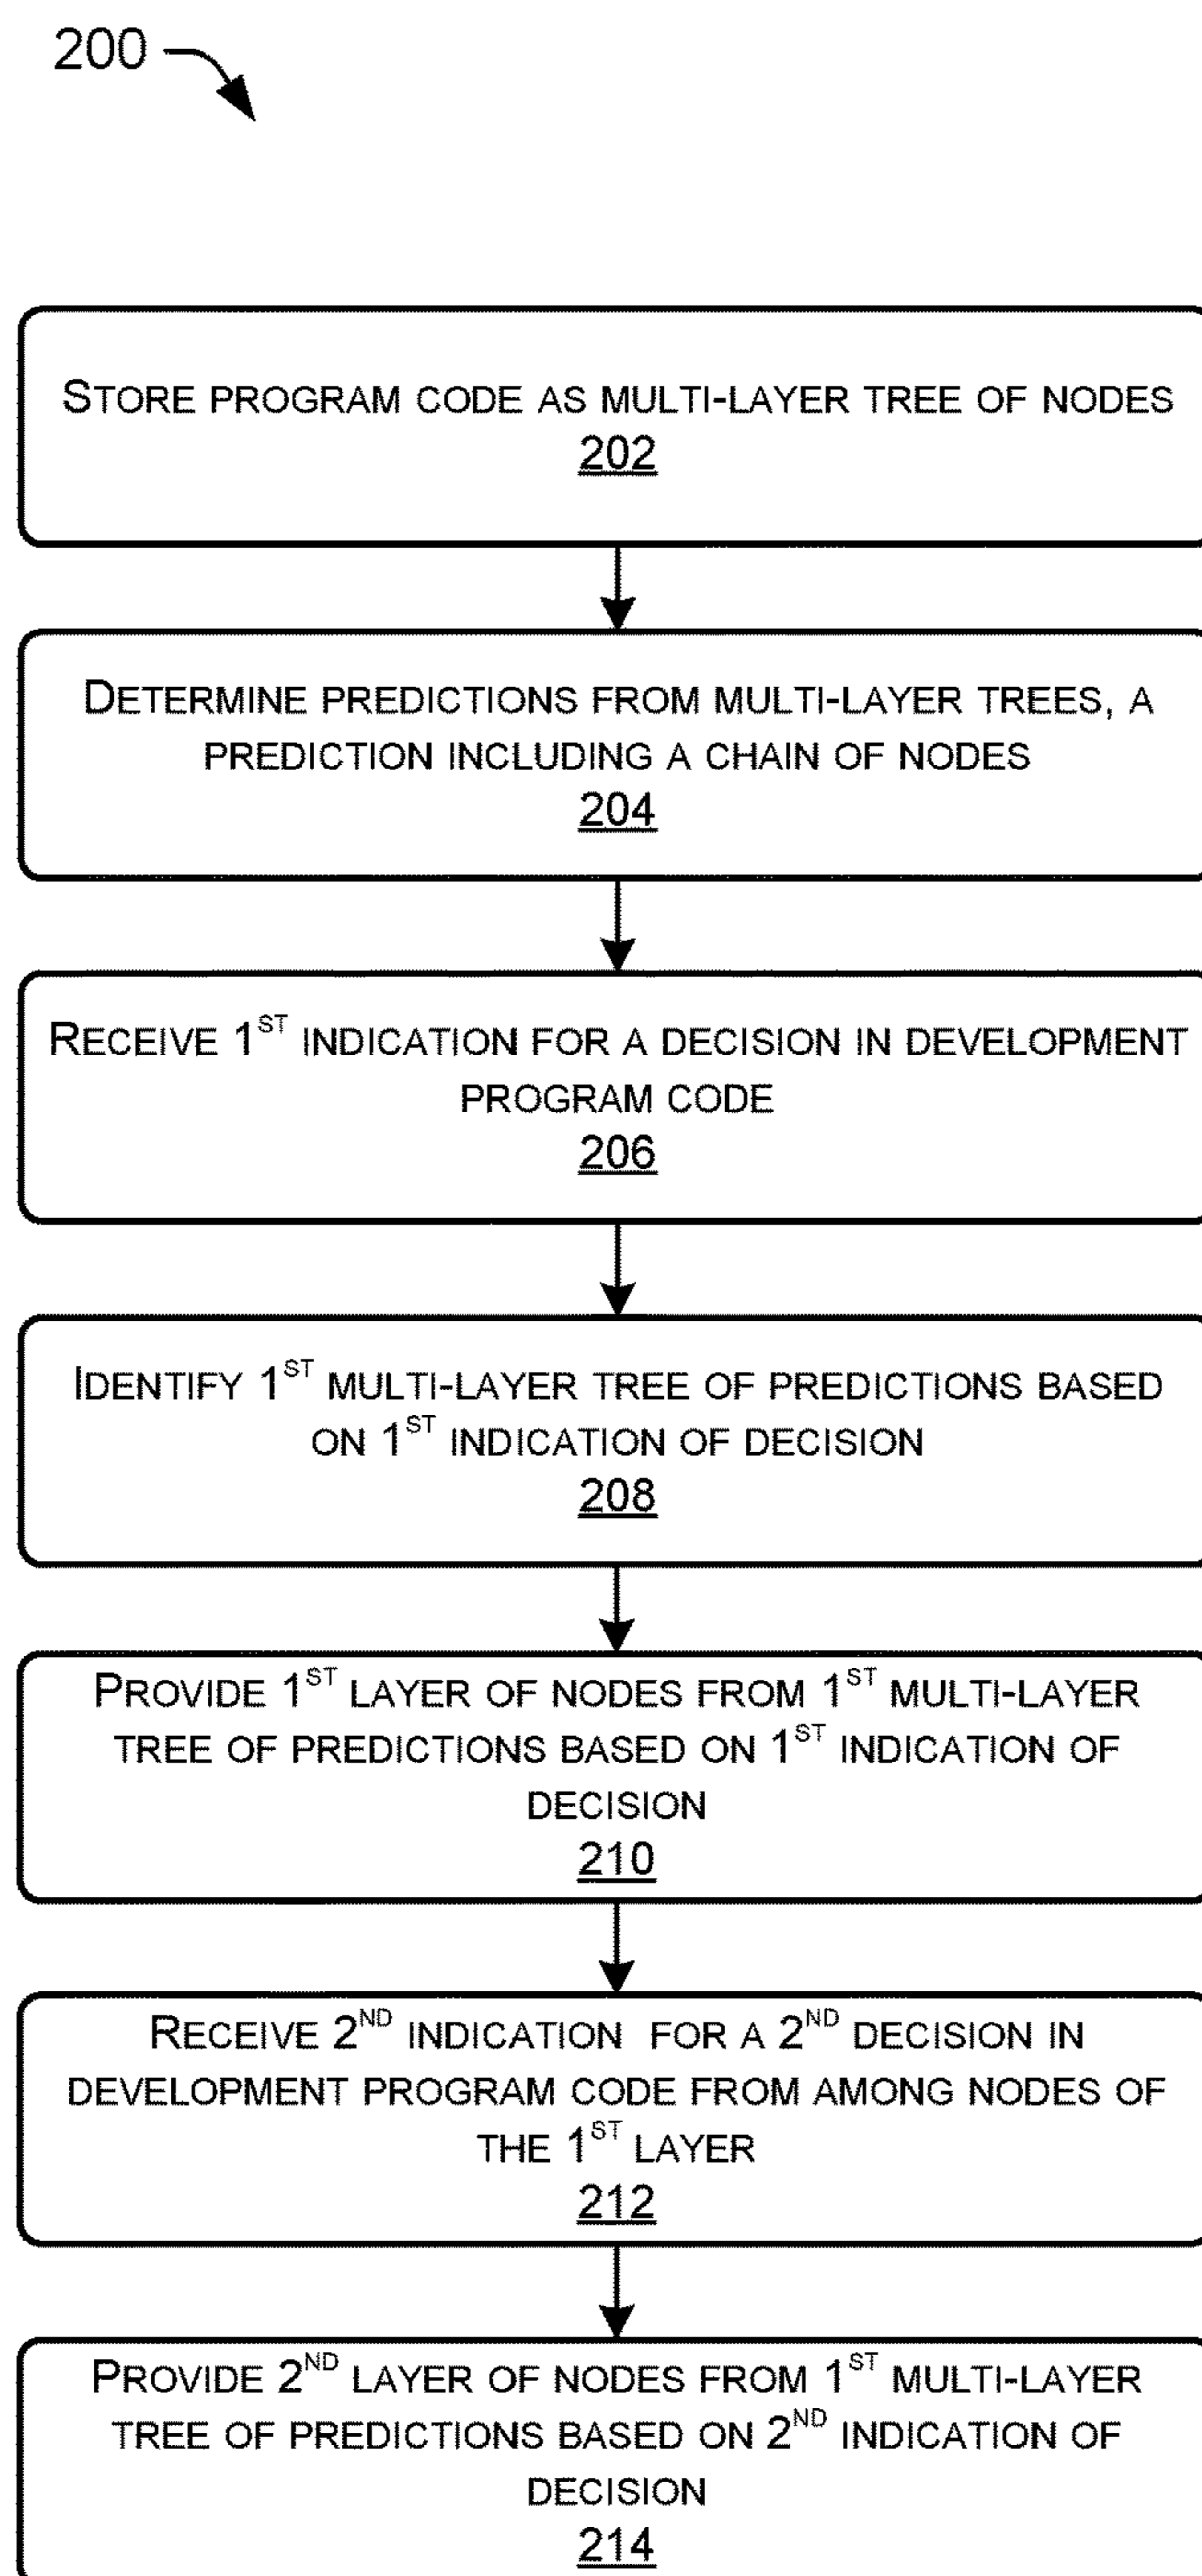 200
STORE PROGRAM CODE AS MULTI-LAYER TREE OF NODES
202
DETERMINE PREDICTIONS FROM MULTI-LAYER TREES, A
PREDICTION INCLUDING A CHAIN OF NODES
204
RECEIVE 1ST INDICATION FOR A DECISION IN DEVELOPMENT
PROGRAM CODE
206
IDENTIFY 1ST MULTI-LAYER TREE OF PREDICTIONS BASED
ON 1ST INDICATION OF DECISION
208
PROVIDE 1ST LAYER OF NODES FROM 1ST MULTI-LAYER
TREE OF PREDICTIONS BASED ON 1ST INDICATION OF
DECISION
210
RECEIVE 2ND INDICATION FOR A 2ND DECISION IN
DEVELOPMENT PROGRAM CODE FROM AMONG NODES OF
THE 1ST LAYER
212
PROVIDE 2ND LAYER OF NODES FROM 1ST MULTI-LAYER
TREE OF PREDICTIONS BASED ON 2ND INDICATION OF
DECISION
214